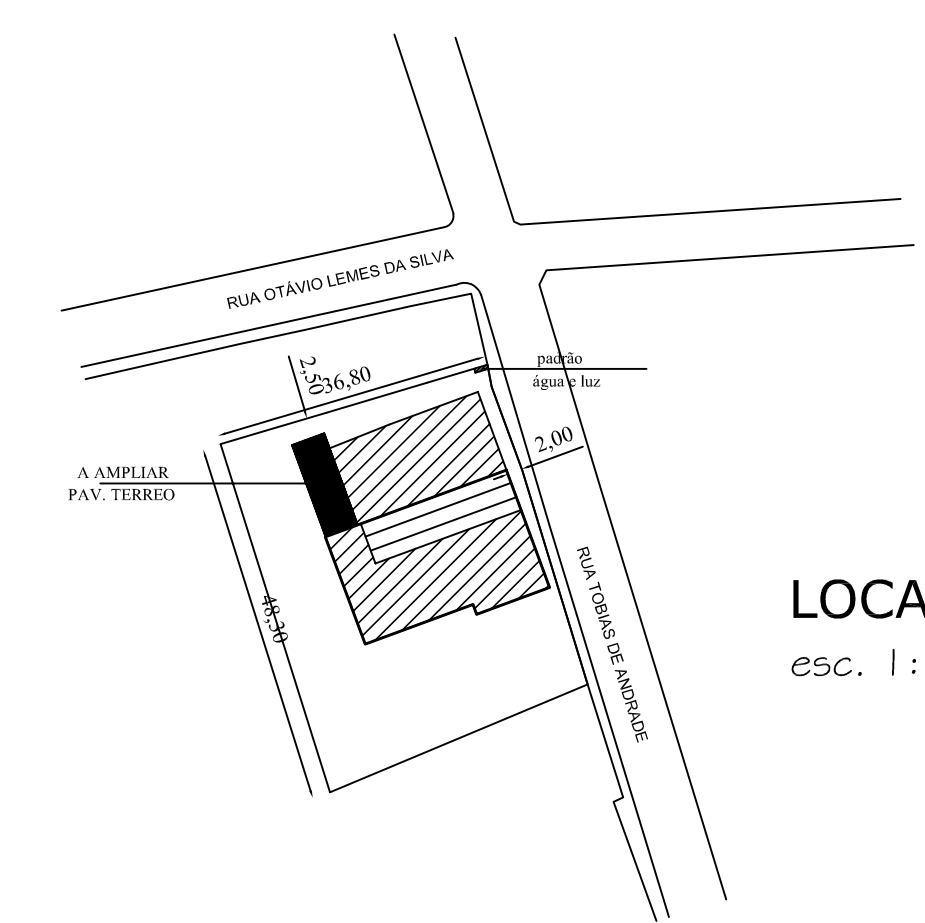 RUA OTÁVIO LEMES DA SILVA
2,50
36,80
padrão
água e luz
2,00
A AMPLIAR
PAV. TERREO
48,30
RUA TOBIAS DE ANDRADE
LOCA
esc. 1: